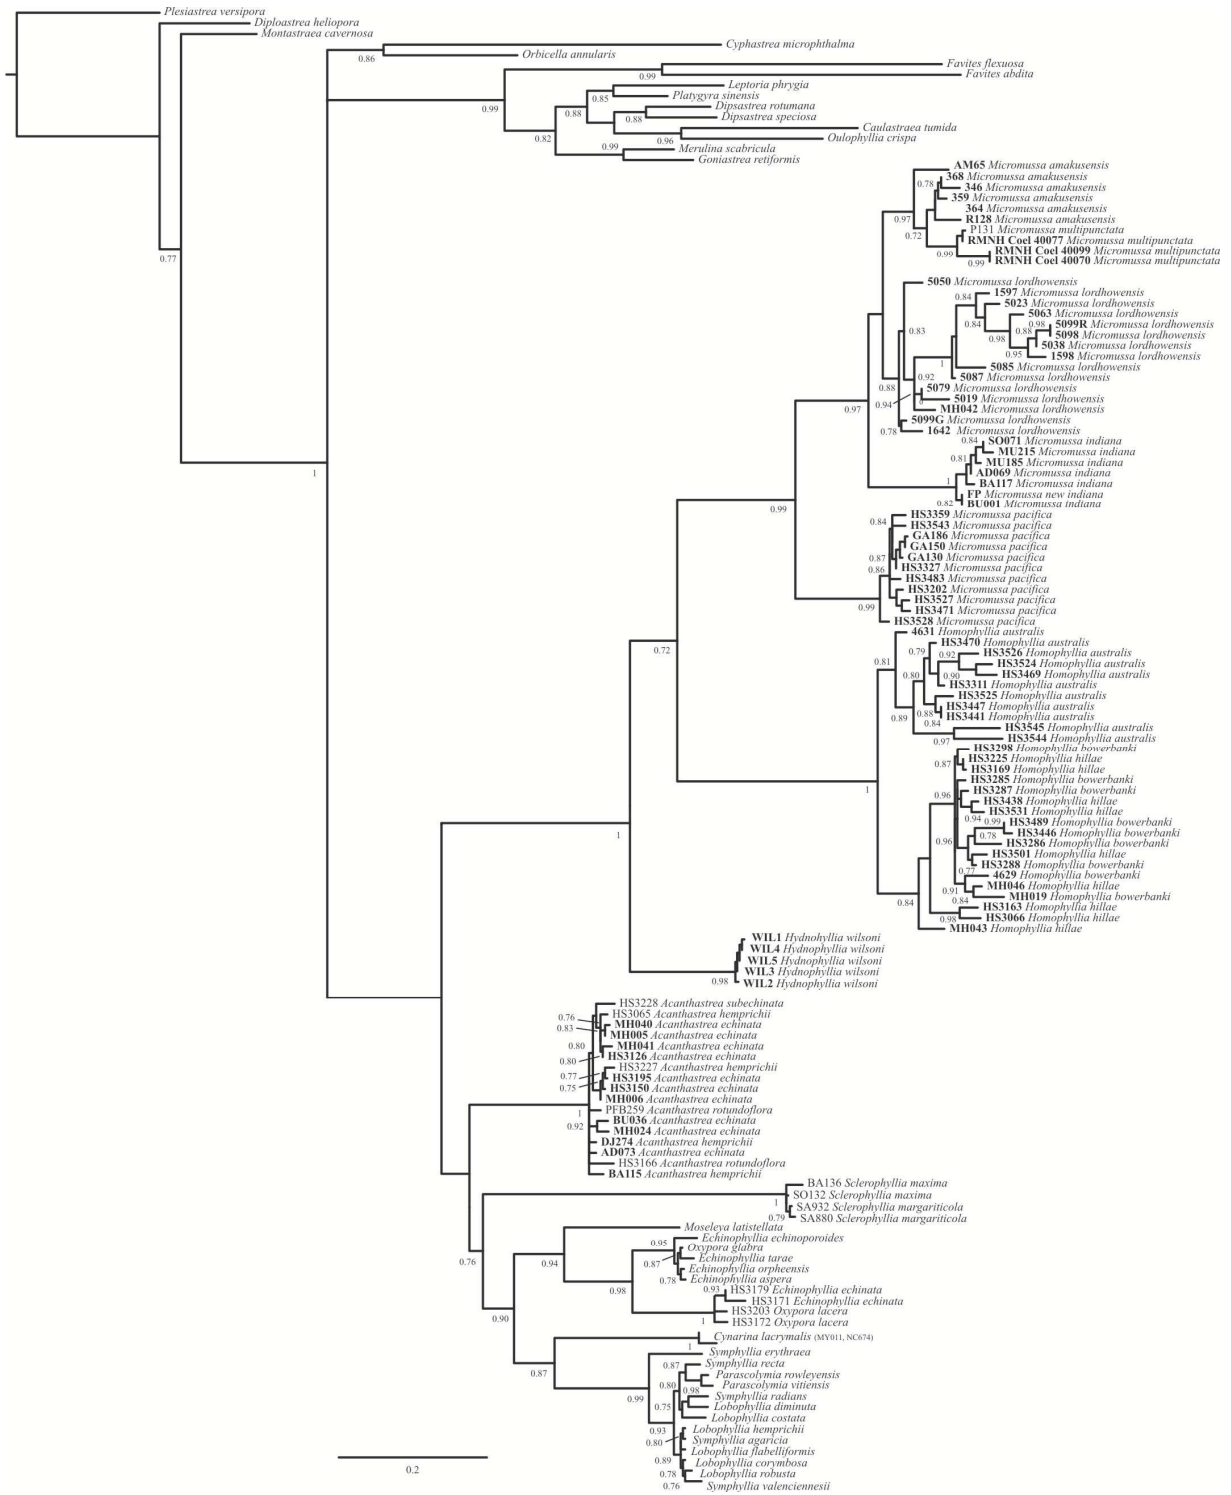 Plesiastrea versipora
Diploastrea heliopora
Montastraea cavernosa
Cyphastrea microphthalma
0.86
Orbicella annularis
Favites flexuosa
0.99
Favites abdita
Leptoria phrygia
0.85
Platygyra sinensis
0.99
0.88
Dipsastrea rotumana
0.88
Dipsastrea speciosa
Caulastraea tumida
0.82
0.96
Oulophyllia crispa
0.99
Merulina scabricula
Goniastrea retiformis
AM65 Micromussa amakusensis
368 Micromussa amakusensis
0.78
346 Micromussa amakusensis
359 Micromussa amakusensis
364 Micromussa amakusensis
0.97
R128 Micromussa amakusensis
P131 Micromussa multipunctata
0.72
RMNH Coel 40077 Micromussa multipunctata
0.99
RMNH Coel 40099 Micromussa multipunctata
0.99
RMNH Coel 40070 Micromussa multipunctata
0.77
5050 Micromussa lordhowensis
1597 Micromussa lordhowensis
0.84
5023 Micromussa lordhowensis
5063 Micromussa lordhowensis
0.84
0.98
5099R Micromussa lordhowensis
0.83
0.88
5098 Micromussa lordhowensis
0.98
5038 Micromussa lordhowensis
0.95
1598 Micromussa lordhowensis
1
5085 Micromussa lordhowensis
0.92
5087 Micromussa lordhowensis
0.88
5079 Micromussa lordhowensis
0.94
5019 Micromussa lordhowensis
0.97
MH042 Micromussa lordhowensis
5099G Micromussa lordhowensis
0.78
1642 Micromussa lordhowensis
0.84
SO071 Micromussa indiana
MU215 Micromussa indiana
0.81
MU185 Micromussa indiana
1
AD069 Micromussa indiana
BA117 Micromussa indiana
FP Micromussa new indiana
0.82
BU001 Micromussa indiana
1
0.99
HS3359 Micromussa pacifica
0.84
HS3543 Micromussa pacifica
GA186 Micromussa pacifica
GA150 Micromussa pacifica
0.87
GA130 Micromussa pacifica
0.86
HS3327 Micromussa pacifica
HS3483 Micromussa pacifica
HS3202 Micromussa pacifica
HS3527 Micromussa pacifica
0.99
HS3471 Micromussa pacifica
HS3528 Micromussa pacifica
4631 Homophyllia australis
HS3470 Homophyllia australis
0.72
0.79
0.92
HS3526 Homophyllia australis
0.81
HS3524 Homophyllia australis
0.80
0.90
HS3469 Homophyllia australis
HS3311 Homophyllia australis
HS3525 Homophyllia australis
HS3447 Homophyllia australis
0.89
0.88
HS3441 Homophyllia australis
0.84
HS3545 Homophyllia australis
0.97
HS3544 Homophyllia australis
HS3298 Homophyllia bowerbanki
0.87
HS3225 Homophyllia hillae
HS3169 Homophyllia hillae
HS3285 Homophyllia bowerbanki
1
HS3287 Homophyllia bowerbanki
0.96
HS3438 Homophyllia hillae
HS3531 Homophyllia hillae
0.94
0.99
HS3489 Homophyllia bowerbanki
1
0.78
HS3446 Homophyllia bowerbanki
0.96
HS3286 Homophyllia bowerbanki
HS3501 Homophyllia hillae
HS3288 Homophyllia bowerbanki
0.77
4629 Homophyllia bowerbanki
0.91
MH046 Homophyllia hillae
0.84
0.84
MH019 Homophyllia bowerbanki
HS3163 Homophyllia hillae
0.98
HS3066 Homophyllia hillae
MH043 Homophyllia hillae
WIL1 Hydnohyllia wilsoni
WIL4 Hydnophyllia wilsoni
WIL5 Hydnophyllia wilsoni
WIL3 Hydnophyllia wilsoni
0.98
WIL2 Hydnophyllia wilsoni
HS3228 Acanthastrea subechinata
HS3065 Acanthastrea hemprichii
0.76
MH040 Acanthastrea echinata
0.83
MH005 Acanthastrea echinata
0.80
MH041 Acanthastrea echinata
0.80
HS3126 Acanthastrea echinata
HS3227 Acanthastrea hemprichii
0.77
HS3195 Acanthastrea echinata
0.75
HS3150 Acanthastrea echinata
MH006 Acanthastrea echinata
1
PFB259 Acanthastrea rotundoflora
0.92
BU036 Acanthastrea echinata
MH024 Acanthastrea echinata
DJ274 Acanthastrea hemprichii
AD073 Acanthastrea echinata
HS3166 Acanthastrea rotundoflora
BA115 Acanthastrea hemprichii
BA136 Sclerophyllia maxima
SO132 Sclerophyllia maxima
1
SA932 Sclerophyllia margariticola
0.79
SA880 Sclerophyllia margariticola
Moseleya latistellata
Echinophyllia echinoporoides
0.95
Oxypora glabra
0.76
0.94
0.87
Echinophyllia tarae
Echinophyllia orpheensis
0.78
Echinophyllia aspera
0.98
0.93
HS3179 Echinophyllia echinata
HS3171 Echinophyllia echinata
HS3203 Oxypora lacera
0.90
1
HS3172 Oxypora lacera
Cynarina lacrymalis (MY011, NC674)
1
Symphyllia erythraea
0.87
0.87
Symphyllia recta
Parascolymia rowleyensis
0.80
0.98
Parascolymia vitiensis
0.99
Symphyllia radians
0.75
Lobophyllia diminuta
Lobophyllia costata
0.93
Lobophyllia hemprichii
0.80
Symphyllia agaricia
Lobophyllia flabelliformis
0.89
Lobophyllia corymbosa
0.78
Lobophyllia robusta
0.76
Symphyllia valenciennesii
0.2